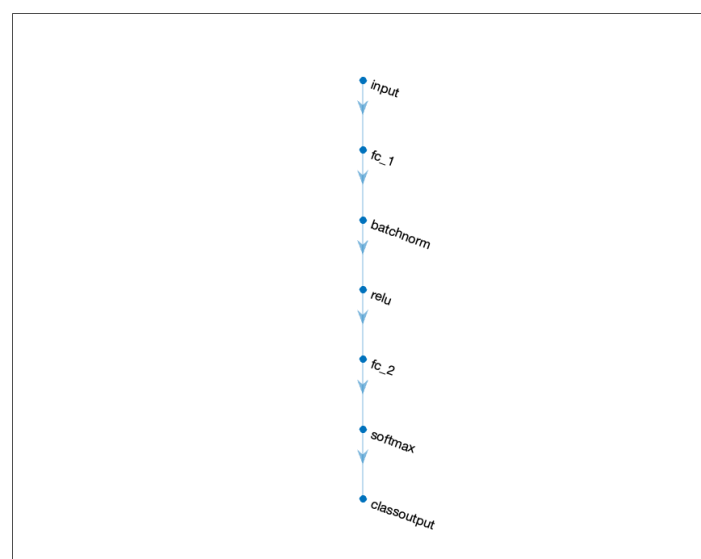 input
fc_1
batchnorm
relu
fc_2
softmax
classoutput